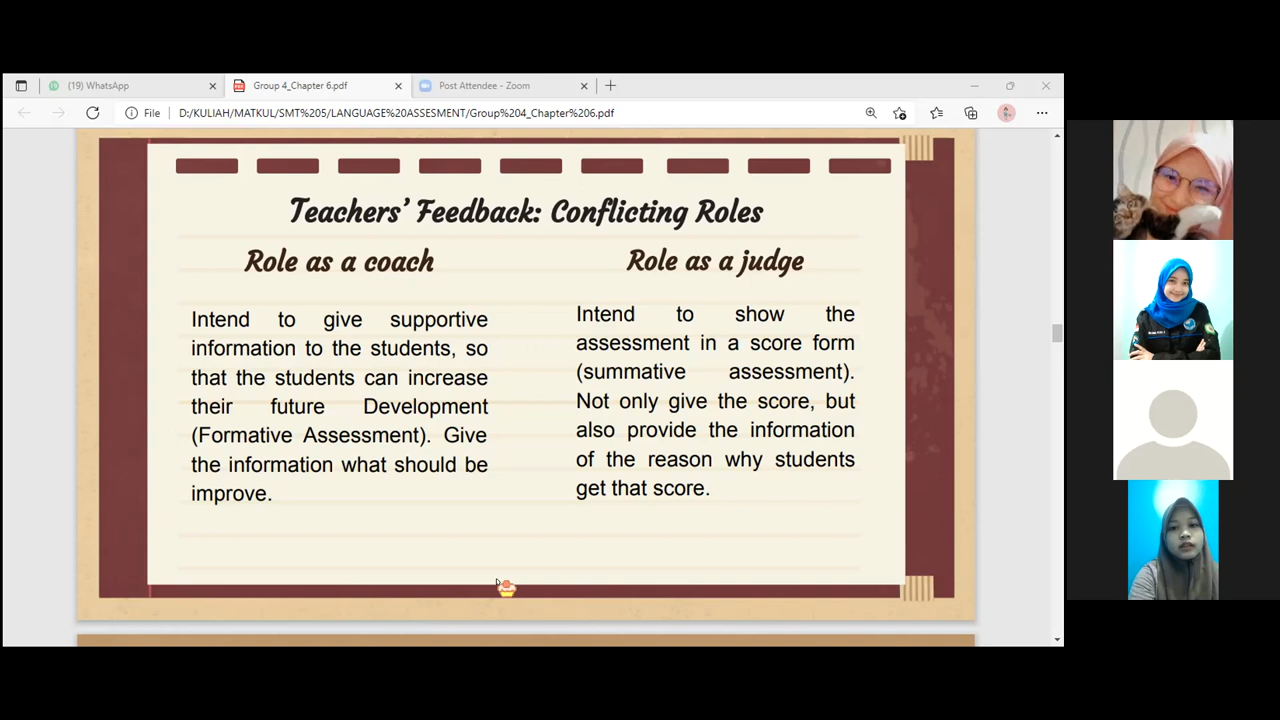 (19) WhatsApp
Group 4_Chapter 6.pdf
Post Attendee - Zoom
File
D:/KULIAH/MATKUL/SMT%205/LANGUAGE%20ASSESMENT/Group%204_Chapter%206.pdf
Teachers' Feedback: Conflicting Roles
Role as a coach
Intend to give supportive
information to the students, so
that the students can increase
their future Development
(Formative Assessment). Give
the information what should be
improve.
Role as a judge
Intend to show the
assessment in a score form
(summative assessment).
Not only give the score, but
also provide the information
of the reason why students
get that score.